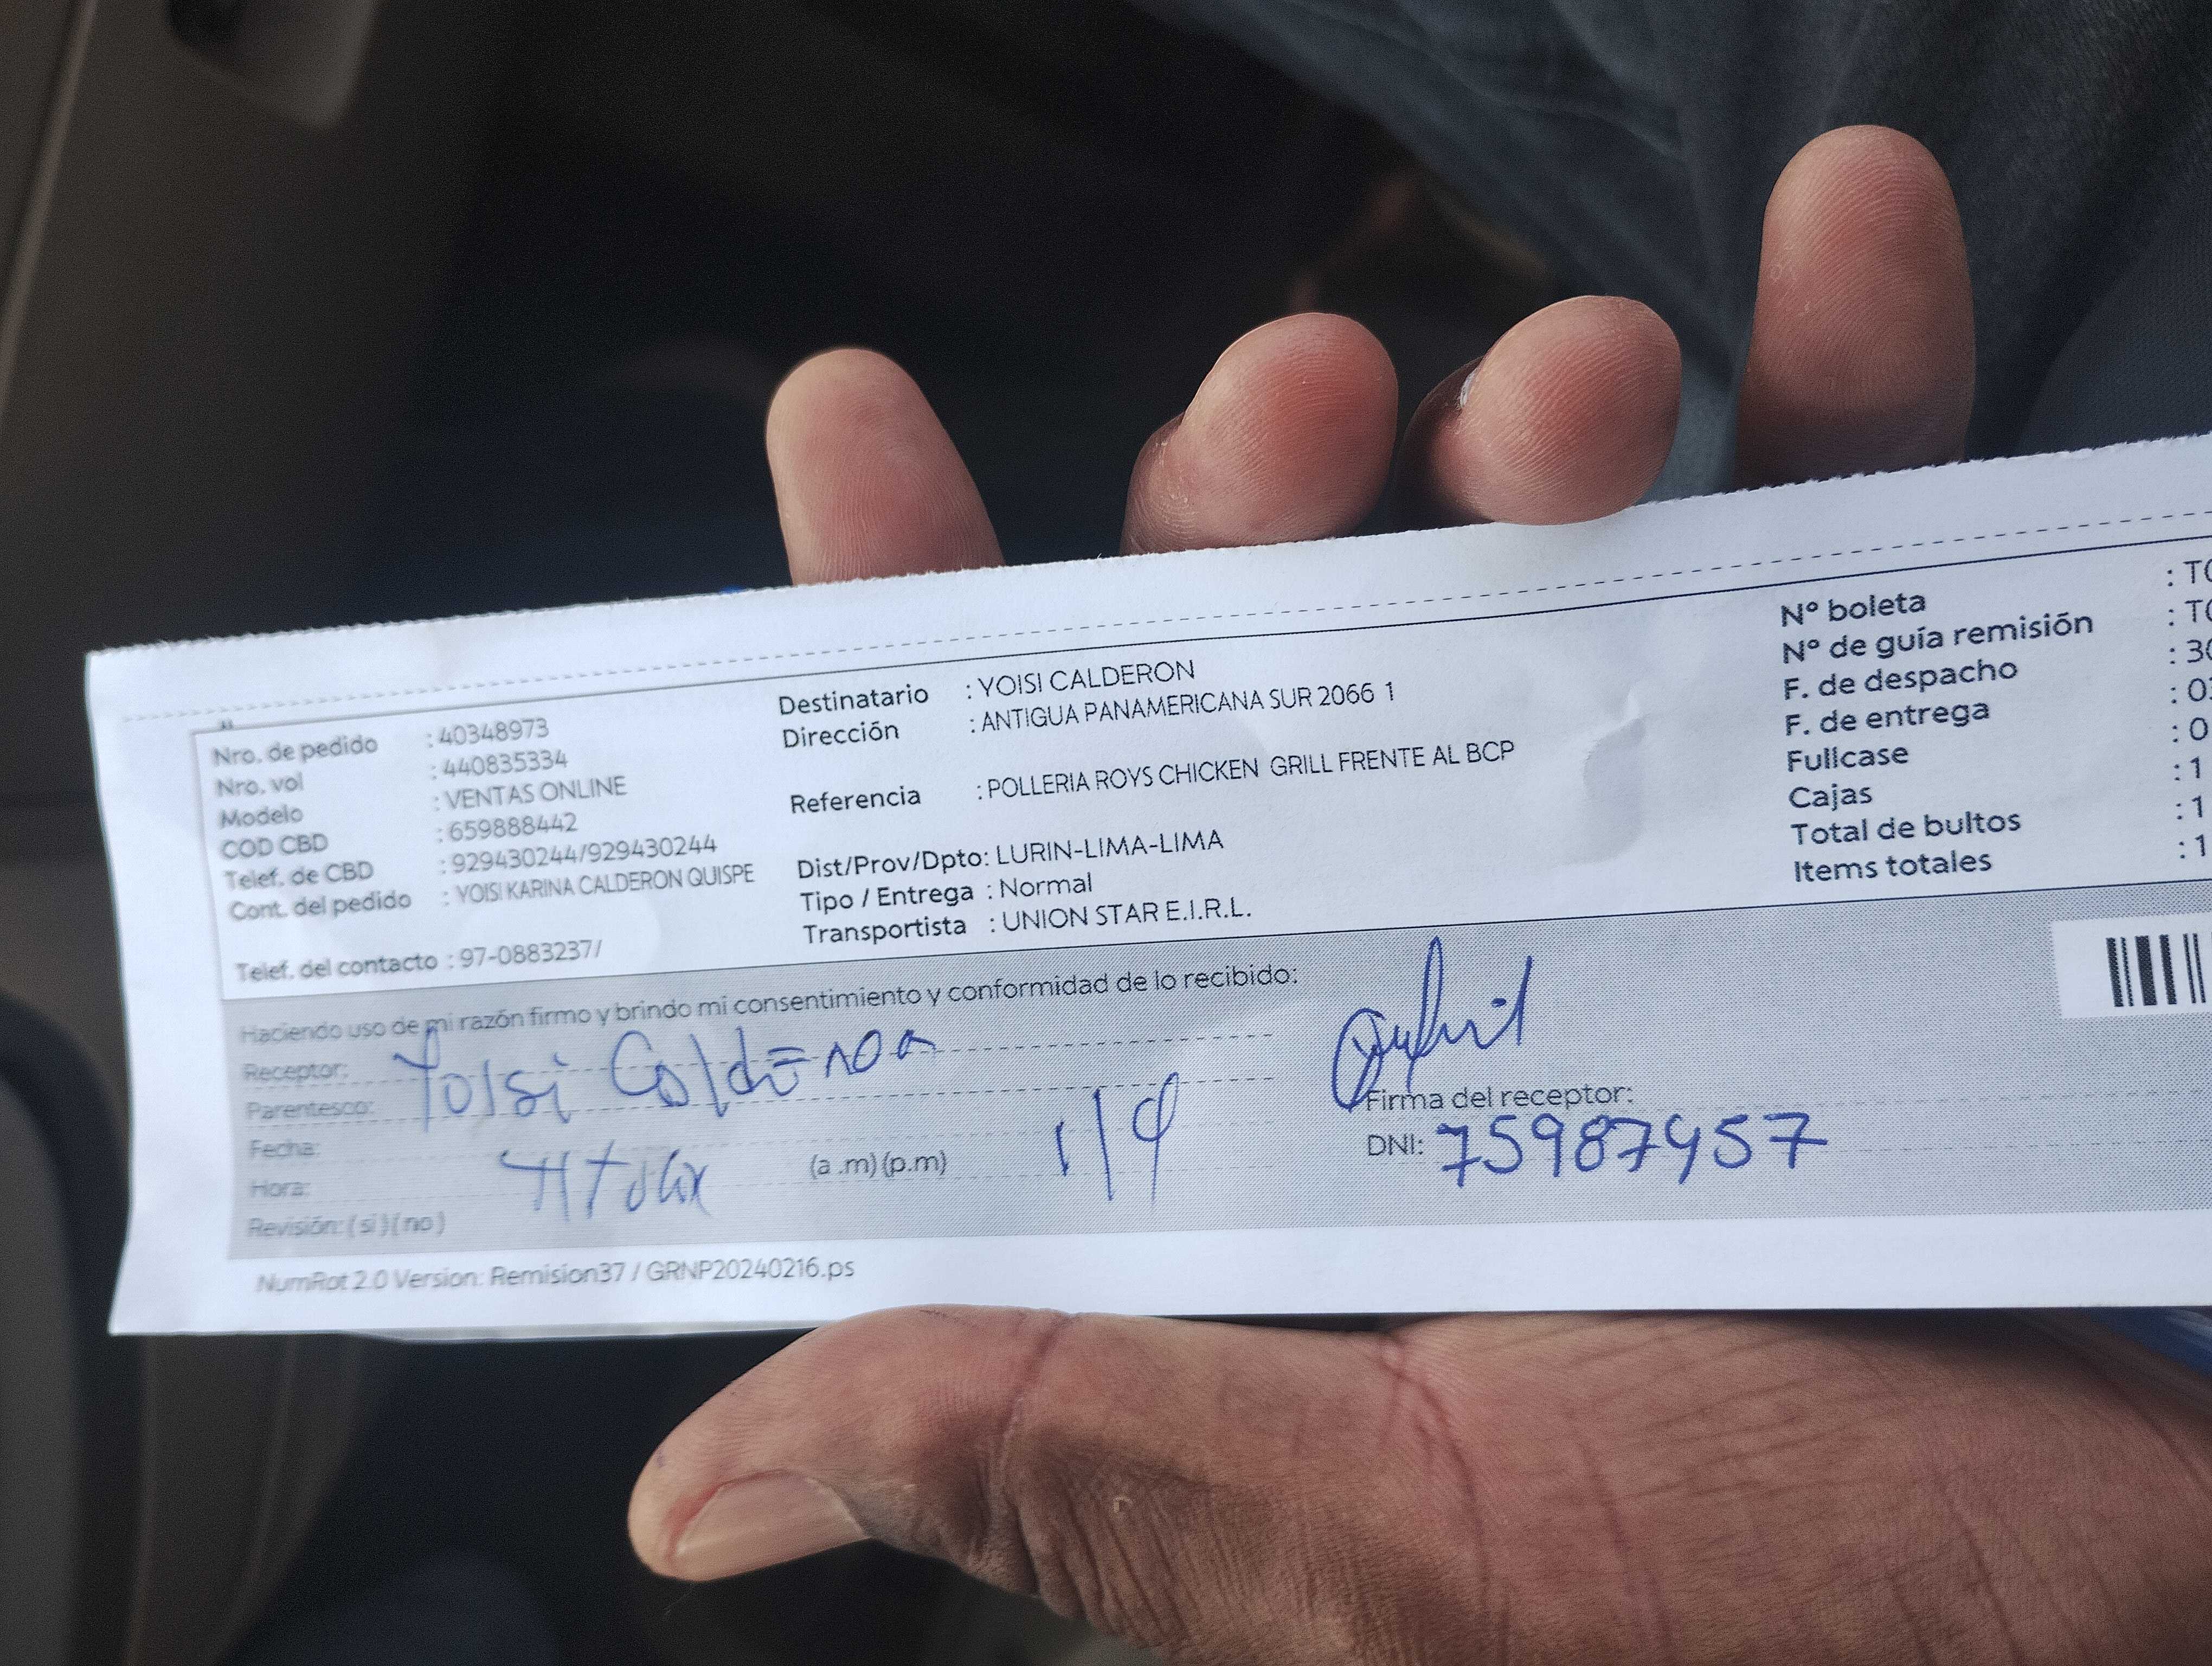 Nro. de pedido : 40348973
Nro. vol : 440835334
Modelo : VENTAS ONLINE
COD CBD : 659888442
Telef. de CBD : 929430244/929430244
Cont. del pedido : YOISI KARINA CALDERON QUISPE
Telef. del contacto : 97-0883237/
Destinatario : YOISI CALDERON
Dirección : ANTIGUA PANAMERICANA SUR 2066 1
Referencia : POLLERIA ROYS CHICKEN GRILL FRENTE AL BCP
Dist/Prov/Dpto: LURIN-LIMA-LIMA
Tipo / Entrega : Normal
Transportista : UNION STAR E.I.R.L.
N° boleta
N° de guía remisión
F. de despacho
F. de entrega
Fullcase
Cajas : 1
Total de bultos : 1
Items totales : 1
Haciendo uso de mi razón firmo y brindo mi consentimiento y conformidad de lo recibido:
Receptor: Yoisi
Parentesco:
Fecha:
Hora: (a .m) (p.m)
Revisión: ( si ) ( no )
Firma del receptor:
DNI: 75987457
NumRot 2.0 Version: Remision37 / GRNP20240216.ps